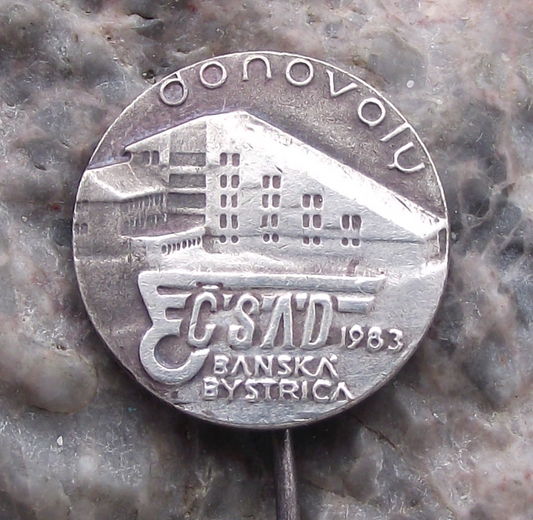 donovaly
ČSAD 1983
BANSKÁ
BYSTRICA